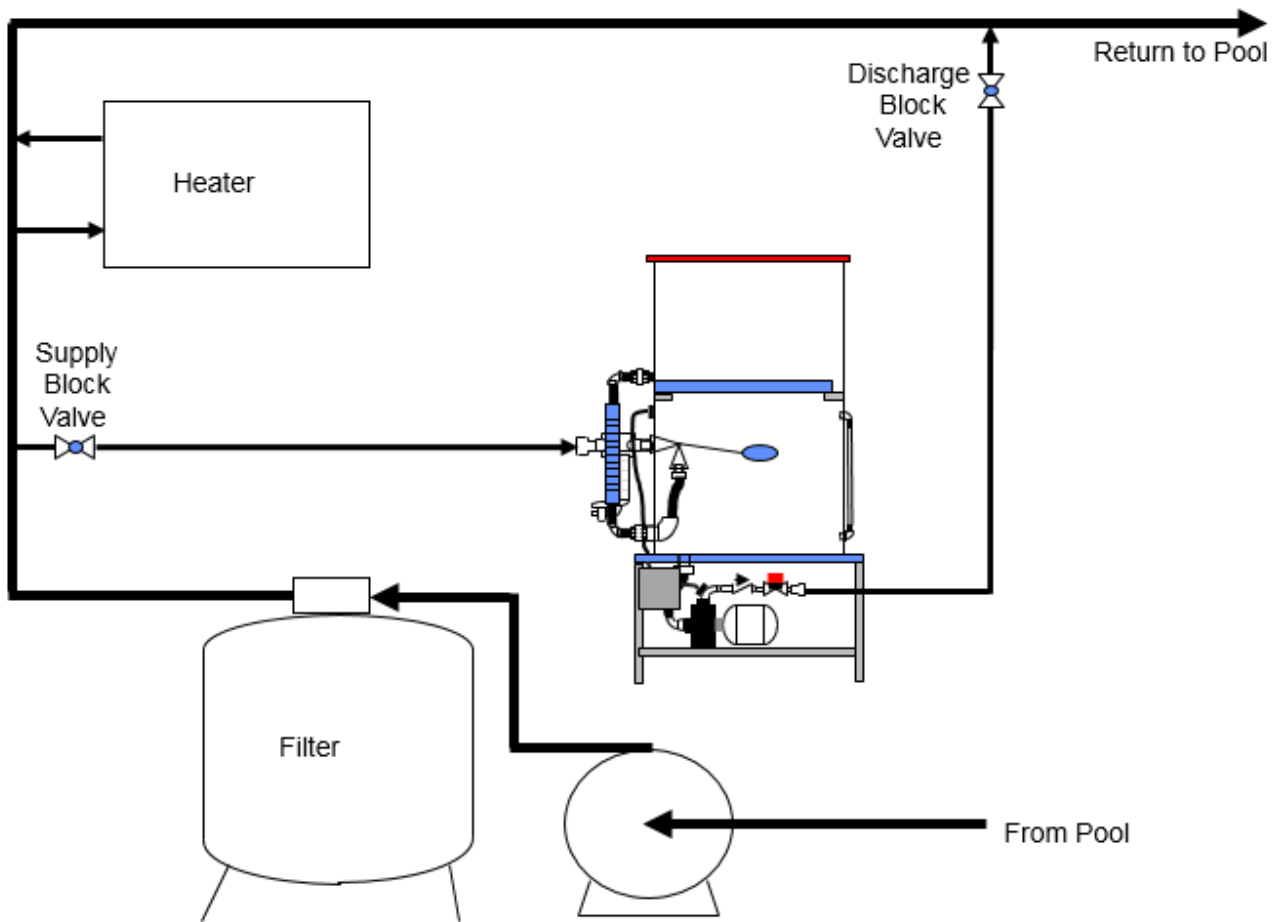 Return to Pool
Discharge
Block
Valve
Heater
Supply
Block
Valve
Filter
From Pool